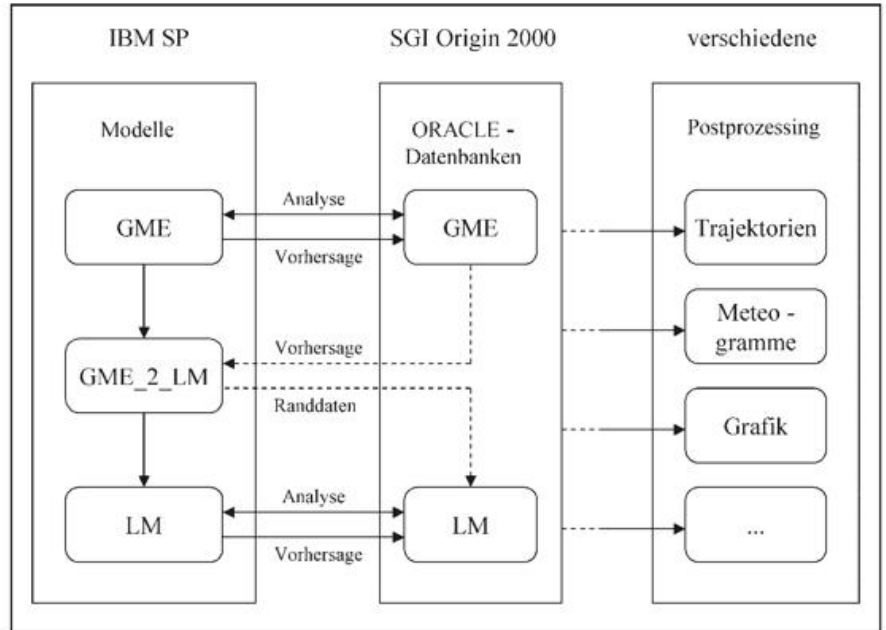 IBM SP
SGI Origin 2000
verschiedene
Modelle
ORACLE -
Datenbanken
Postprozessing
GME
Analyse
Vorhersage
GME
Trajektorien
GME_2_LM
Vorhersage
Randdaten
Meteo -
gramme
Grafik
LM
Analyse
Vorhersage
LM
...